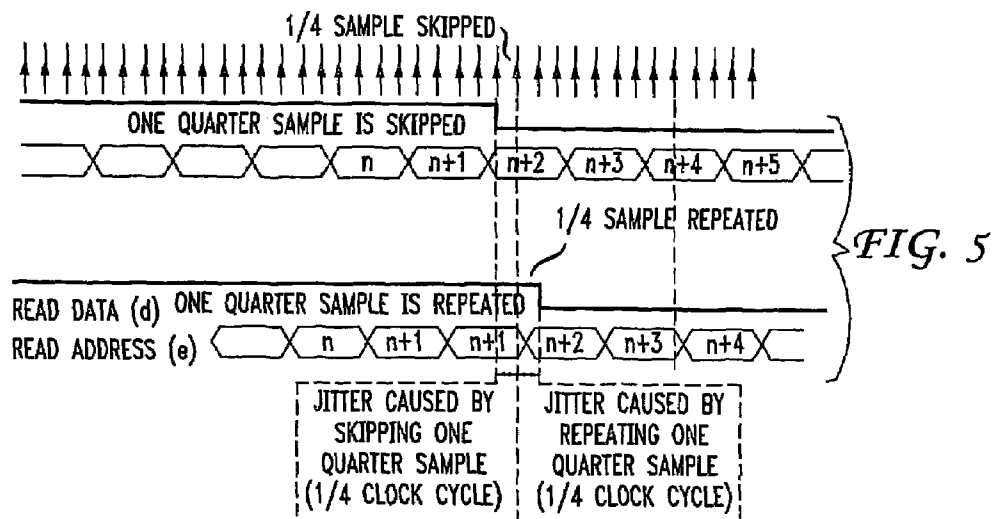 1/4 SAMPLE SKIPPED
ONE QUARTER SAMPLE IS SKIPPED
n n+1 n+2 n+3 n+4 n+5
1/4 SAMPLE REPEATED
FIG. 5
READ DATA (d) ONE QUARTER SAMPLE IS REPEATED
READ ADDRESS (e) n n+1 n+1 n+2 n+3 n+4
JITTER CAUSED BY
SKIPPING ONE
QUARTER SAMPLE
(1/4 CLOCK CYCLE)
JITTER CAUSED BY
REPEATING ONE
QUARTER SAMPLE
(1/4 CLOCK CYCLE)